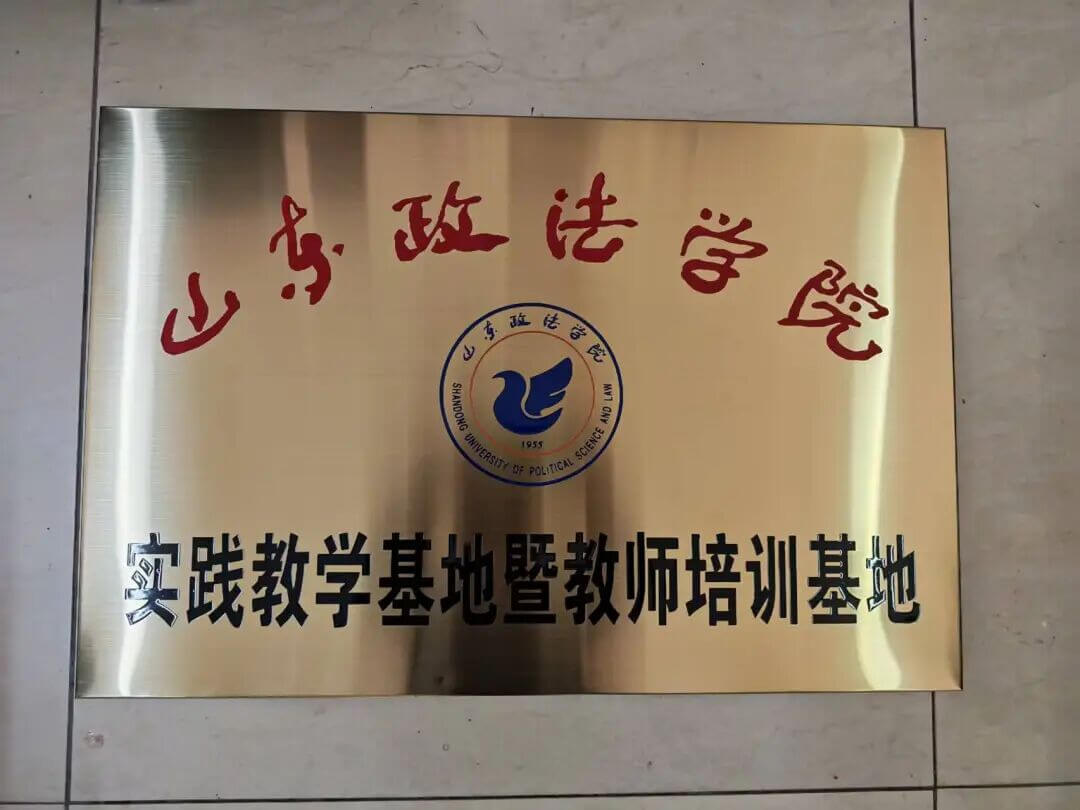 山东政法学院
山东政法学院
1955
SHANDONG UNIVERSITY OF POLITICAL SCIENCE AND LAW
实践教学基地暨教师培训基地